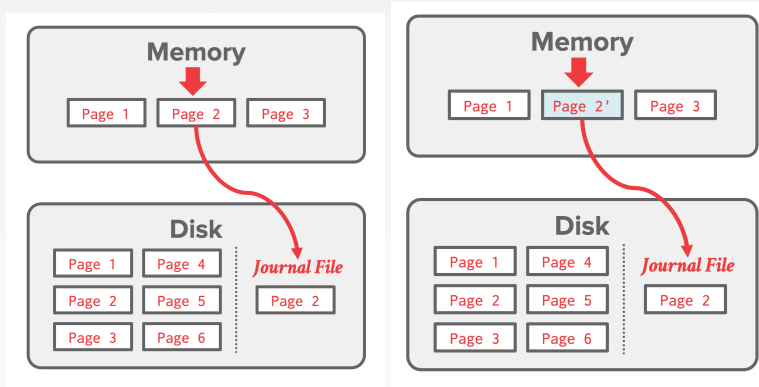 Memory
Page 1 Page 2 Page 3
Disk
Page 1 Page 4
Page 2 Page 5
Page 3 Page 6
Journal File
Page 2
Memory
Page 1 Page 2' Page 3
Disk
Page 1 Page 4
Page 2 Page 5
Page 3 Page 6
Journal File
Page 2